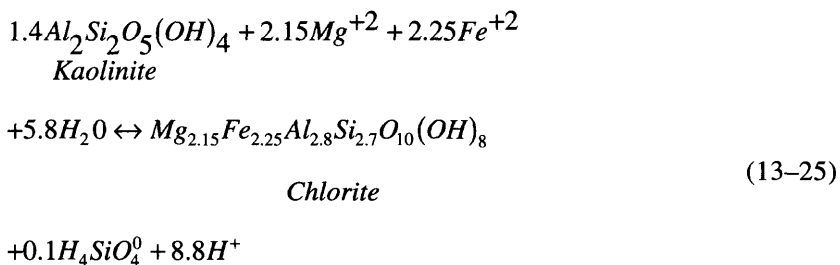 1.4Al₂Si₂O₅(OH)₄ + 2.15Mg⁺² + 2.25Fe⁺²
Kaolinite
+5.8H₂0 ↔ Mg₂.₁₅Fe₂.₂₅Al₂.₈Si₂.₇O₁₀(OH)₈
(13–25)
Chlorite
+0.1H₄SiO₄⁰ + 8.8H⁺